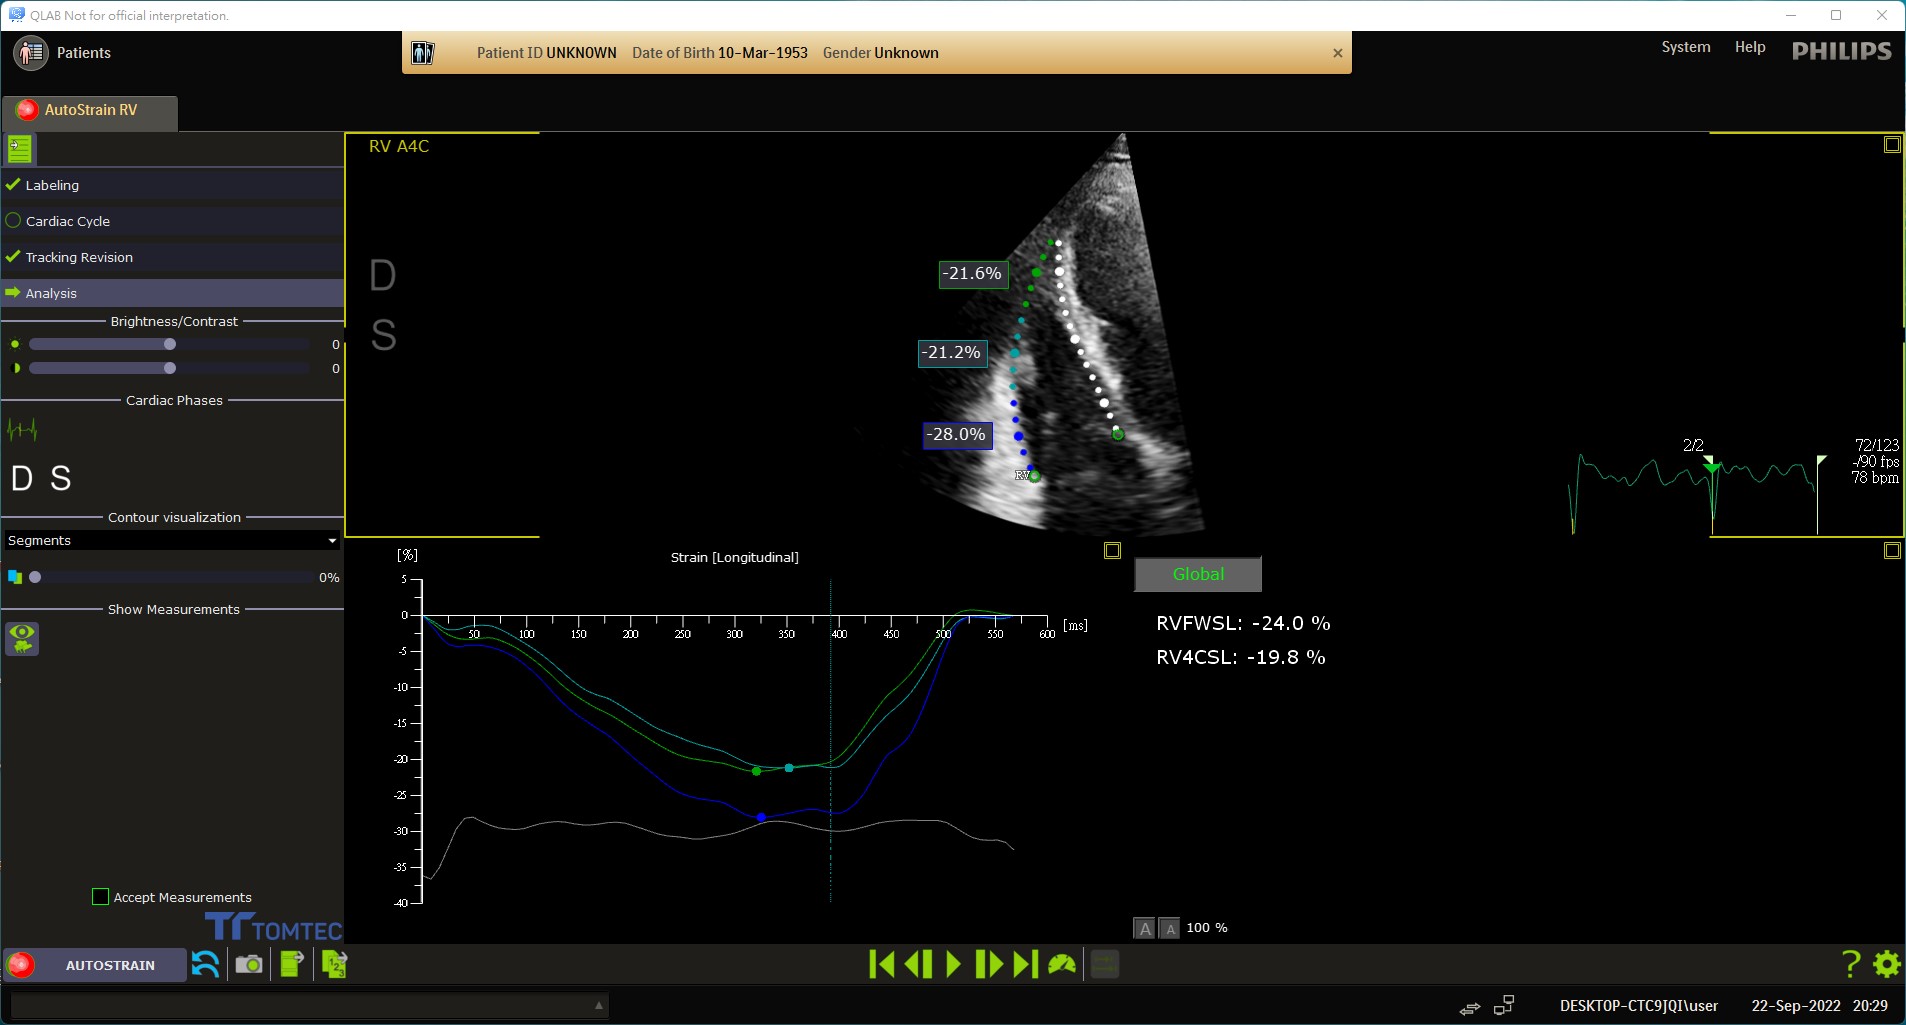 QLAB Not for official interpretation.
Patients
Patient ID UNKNOWN Date of Birth 10-Mar-1953 Gender Unknown
System Help PHILIPS
AutoStrain RV
Labeling
Cardiac Cycle
Tracking Revision
Analysis
Brightness/Contrast
0
0
Cardiac Phases
D S
Contour visualization
Segments
0%
Show Measurements
Accept Measurements
TOMTEC
RV A4C
D
S
-21.6%
-21.2%
-28.0%
RV
2/2
72/123
-/90 fps
78 bpm
[%]
Strain [Longitudinal]
5
0
-5
-10
-15
-20
-25
-30
-35
-40
50 100 150 200 250 300 350 400 450 500 550 600 [ms]
Global
RVFWSL: -24.0 %
RV4CSL: -19.8 %
A A 100 %
AUTOSTRAIN
1 2 3
?
DESKTOP-CTC9JQI\user 22-Sep-2022 20:29